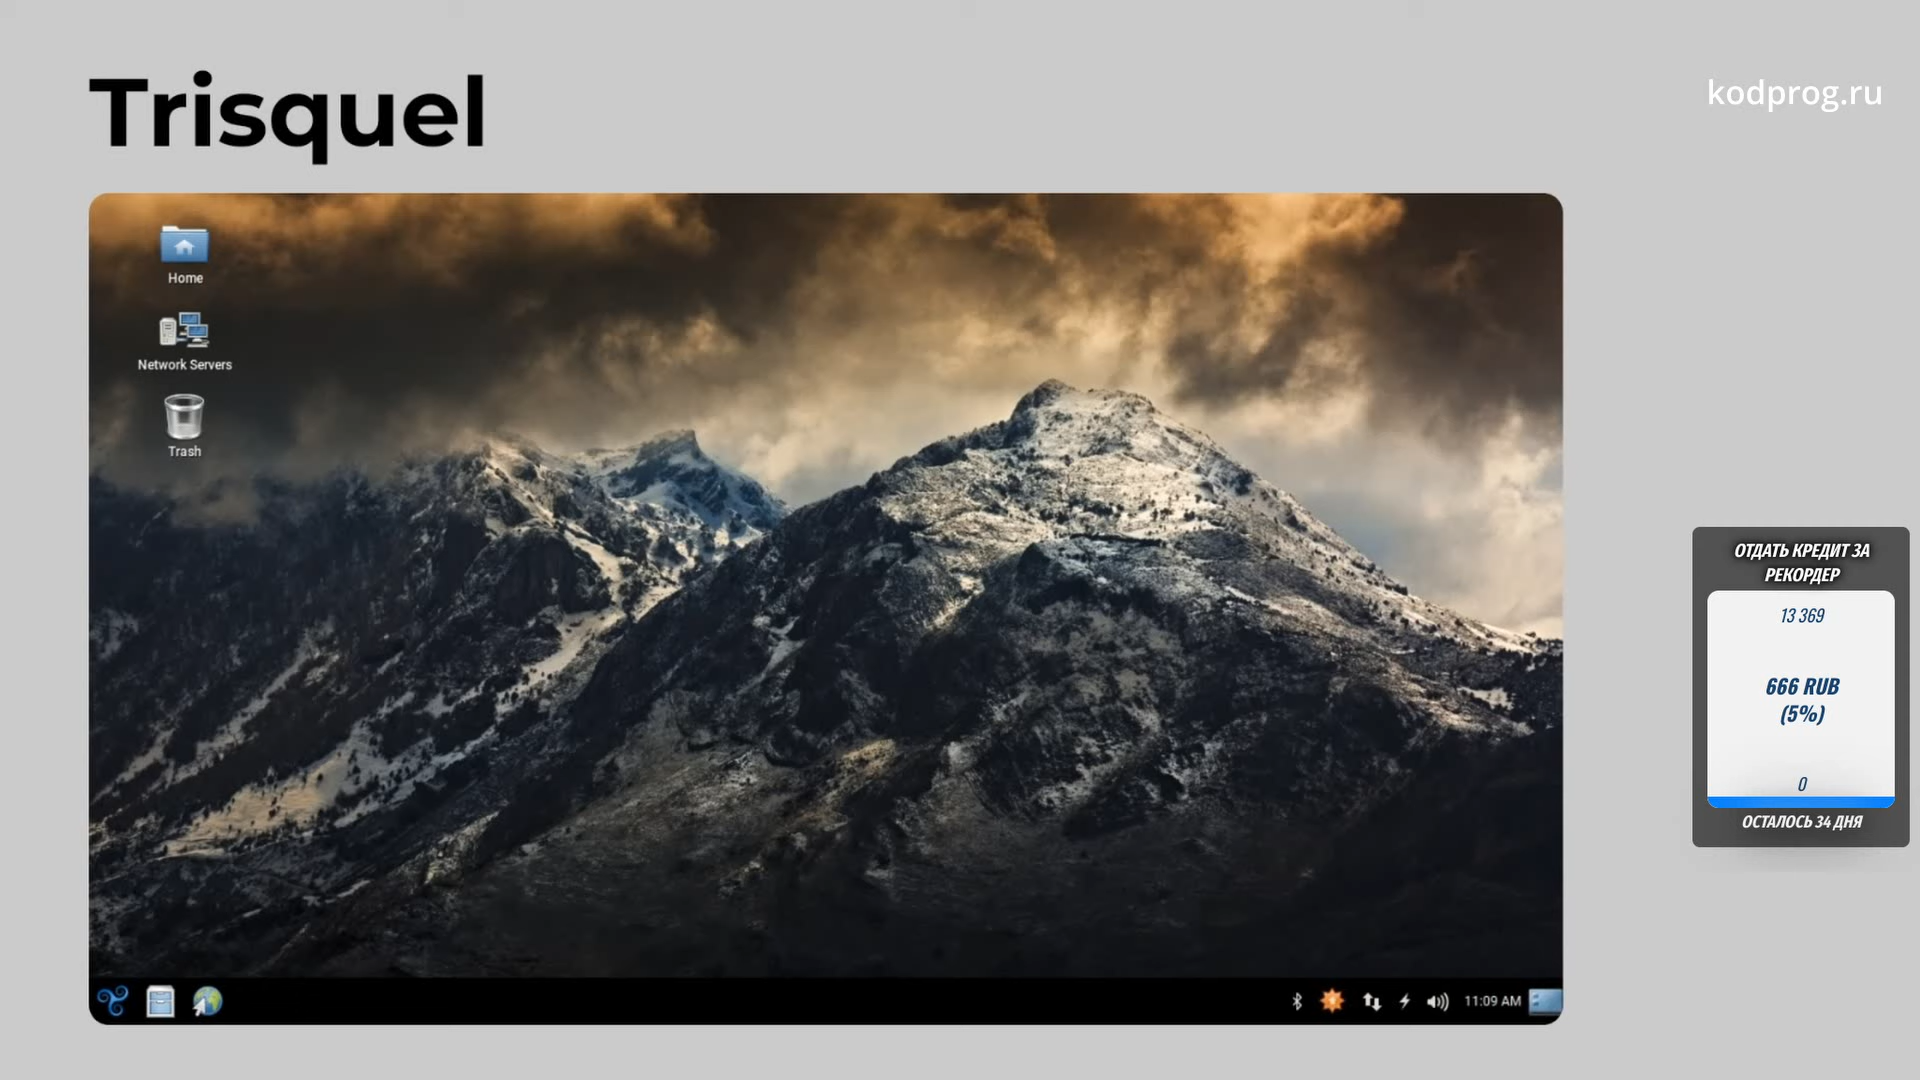 Trisquel
kodprog.ru
Home
Network Servers
Trash
ОТДАТЬ КРЕДИТ ЗА
РЕКОРДЕР
13 369
666 RUB
(5%)
0
ОСТАЛОСЬ 34 ДНЯ
11:09 AM